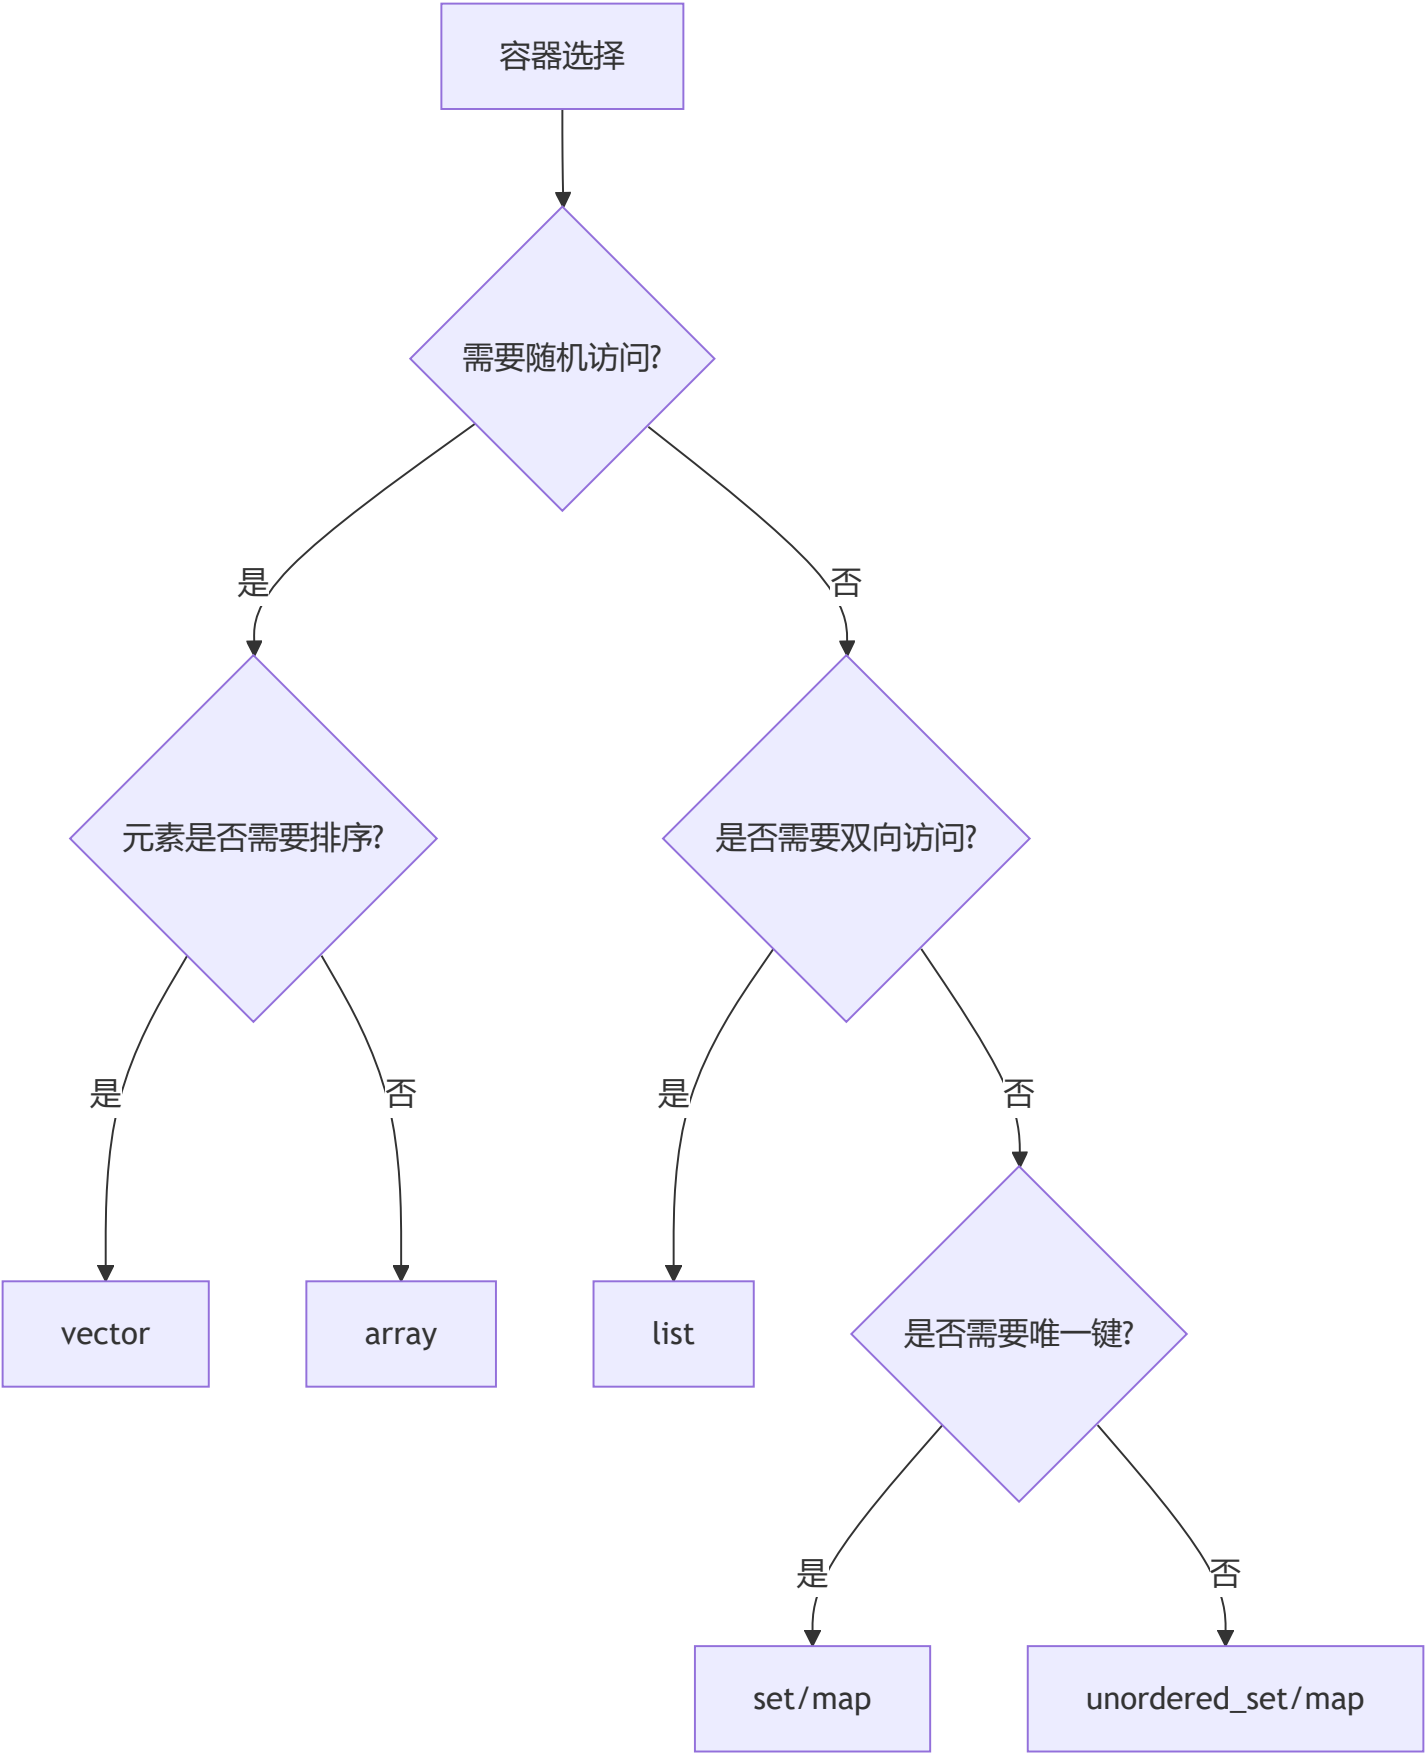 容器选择
需要随机访问?
是
否
元素是否需要排序?
是否需要双向访问?
是
否
是
否
vector
array
list
是否需要唯一键?
是
否
set/map
unordered_set/map